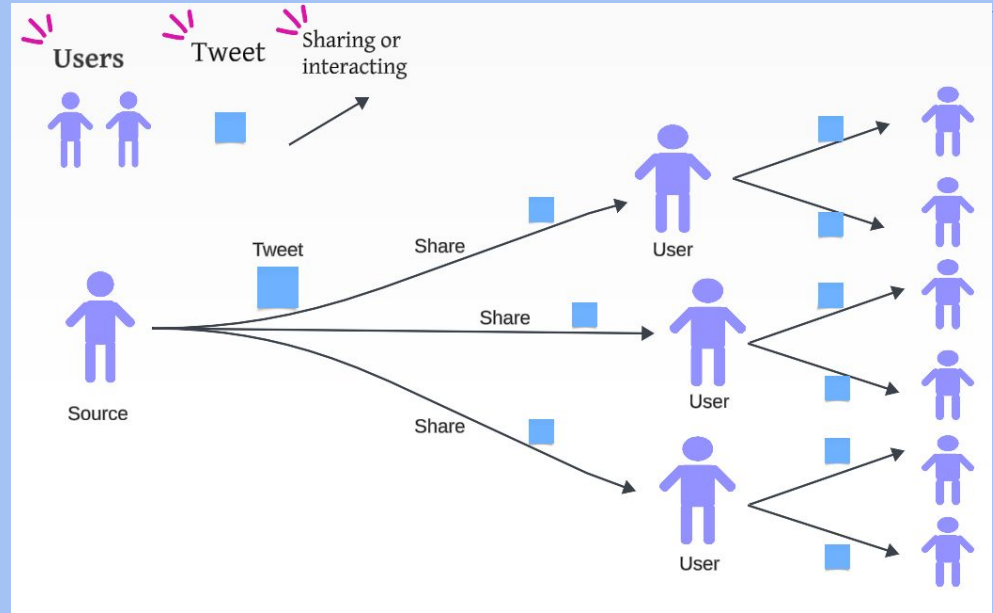 Users
Tweet
Sharing or
interacting
Tweet
Share
User
Share
Source
User
Share
User